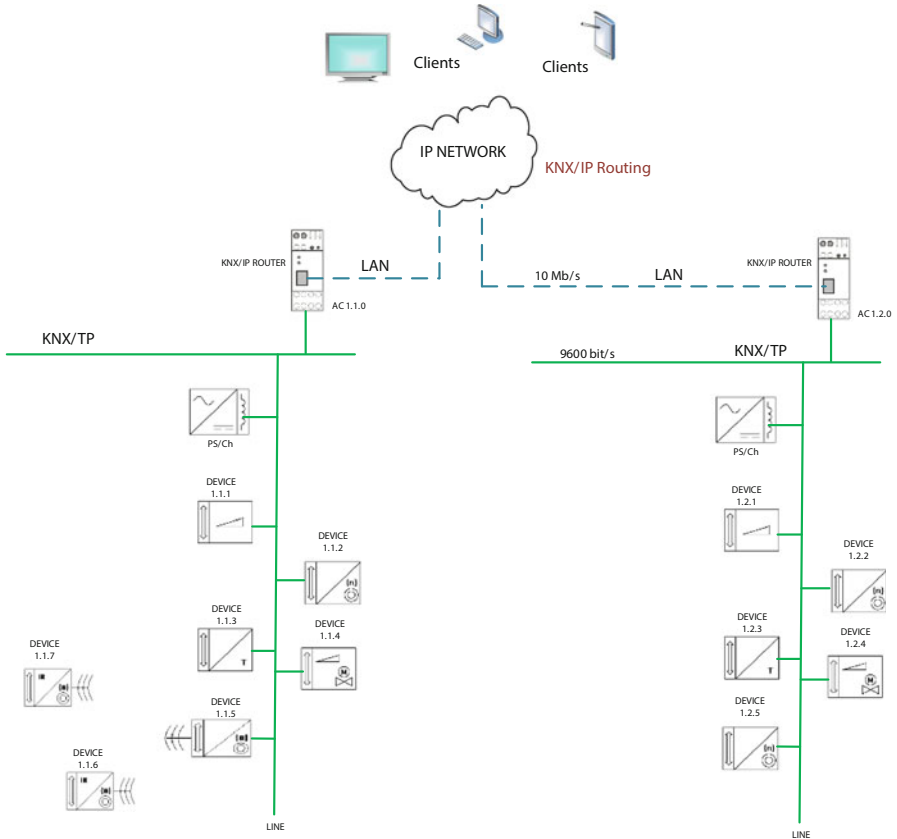 Clients
Clients
IP NETWORK
KNX/IP Routing
KNX/IP ROUTER
LAN
AC 1.1.0
10 Mb/s
LAN
KNX/IP ROUTER
AC 1.2.0
KNX/TP
9600 bit/s
KNX/TP
PS/Ch
PS/Ch
DEVICE
1.1.1
DEVICE
1.1.2
{n}
DEVICE
1.1.3
T
DEVICE
1.1.4
M
DEVICE
1.1.7
DEVICE
1.1.5
DEVICE
1.1.6
LINE
DEVICE
1.2.1
DEVICE
1.2.2
{n}
DEVICE
1.2.3
T
DEVICE
1.2.4
M
DEVICE
1.2.5
{n}
LINE